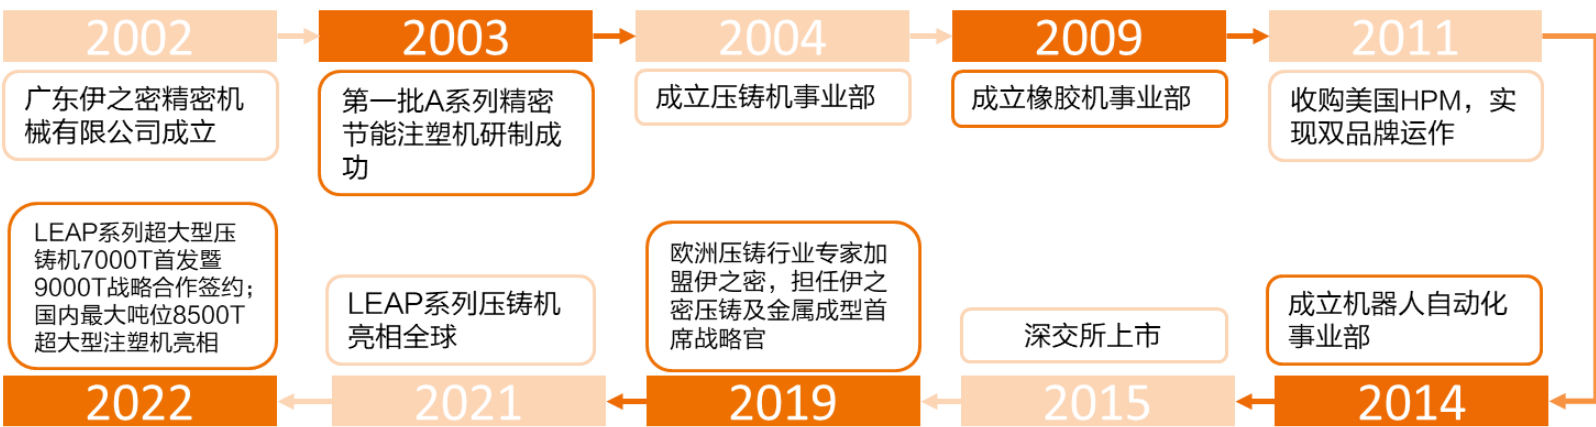 2002
广东伊之密精密机
械有限公司成立
2003
第一批A系列精密
节能注塑机研制成
功
2004
成立压铸机事业部
2009
成立橡胶机事业部
2011
收购美国HPM，实
现双品牌运作
成立机器人自动化
事业部
2014
深交所上市
2015
欧洲压铸行业专家加
盟伊之密，担任伊之
密压铸及金属成型首
席战略官
2019
LEAP系列压铸机
亮相全球
2021
LEAP系列超大型压
铸机7000T首发暨
9000T战略合作签约；
国内最大吨位8500T
超大型注塑机亮相
2022